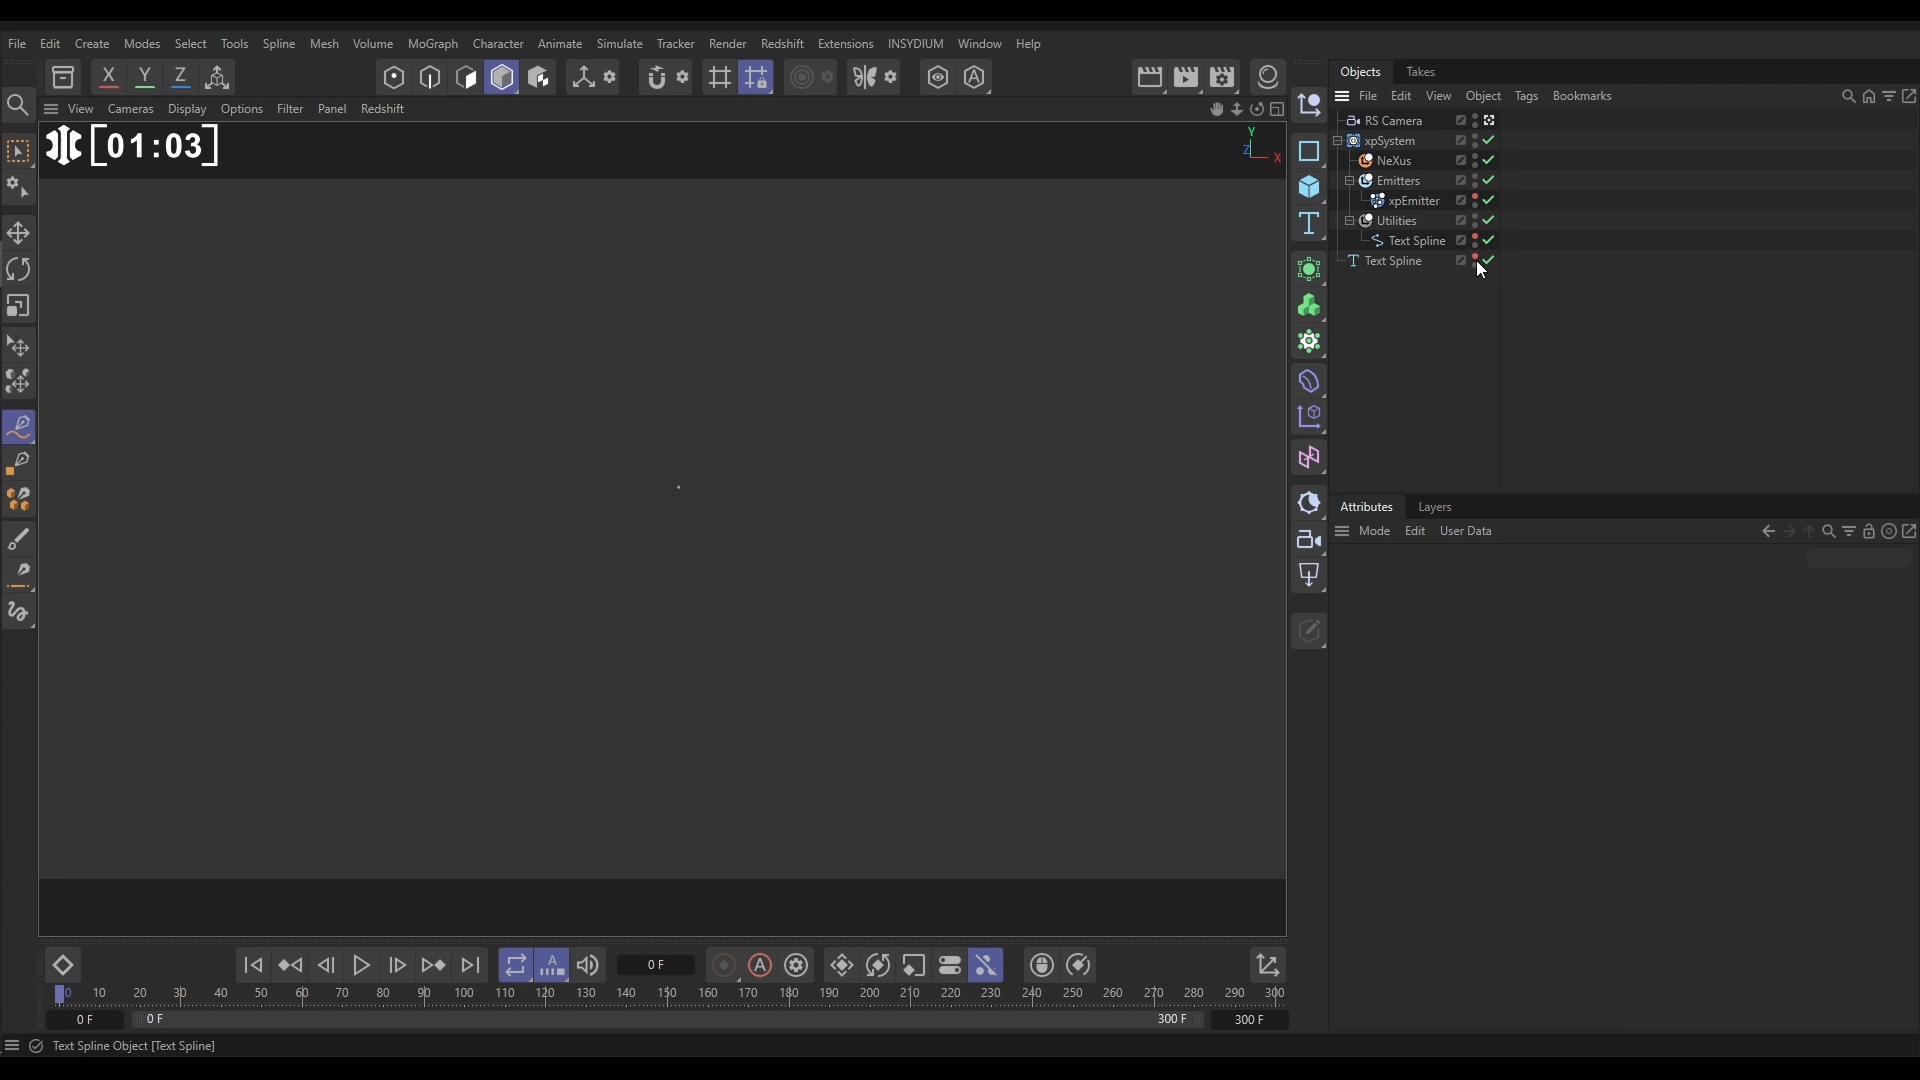 File Edit Create Modes Select Tools Spline Mesh Volume MoGraph Character Animate Simulate Tracker Render Redshift Extensions INSYDIUM Window Help
X Y Z
Objects Takes
File Edit View Object Tags Bookmarks
View Cameras Display Options Filter Panel Redshift
[01:03]
Y
Z X
RS Camera
xpSystem
NeXus
Emitters
xpEmitter
Utilities
Text Spline
Text Spline
Attributes Layers
Mode Edit User Data
0 F
0 10 20 30 40 50 60 70 80 90 100 110 120 130 140 150 160 170 180 190 200 210 220 230 240 250 260 270 280 290 300
0 F 0 F 300 F 300 F
Text Spline Object [Text Spline]